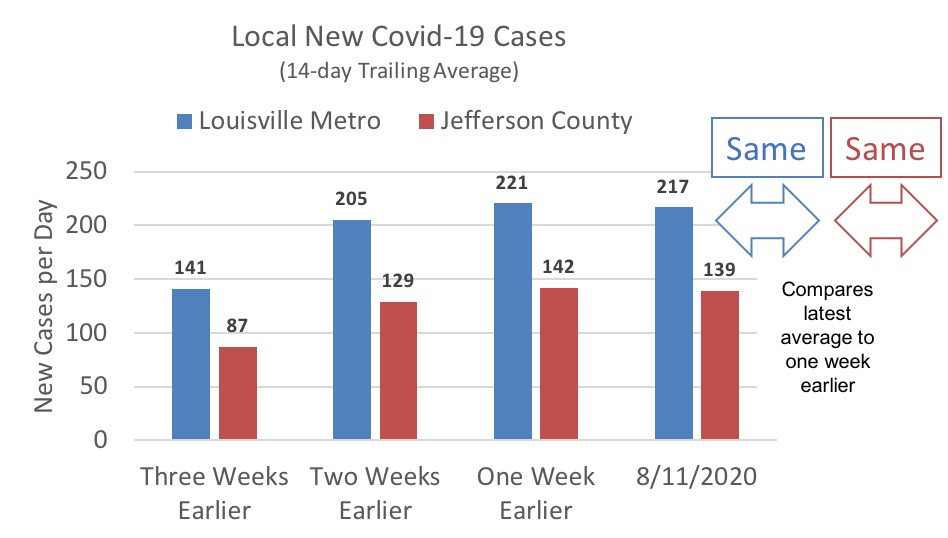 Local New Covid-19 Cases
(14-day Trailing Average)
Louisville Metro
Jefferson County
Same
Same
New Cases per Day
250
200
150
100
50
0
141
87
205
129
221
142
217
139
Compares
latest
average to
one week
earlier
Three Weeks
Earlier
Two Weeks
Earlier
One Week
Earlier
8/11/2020